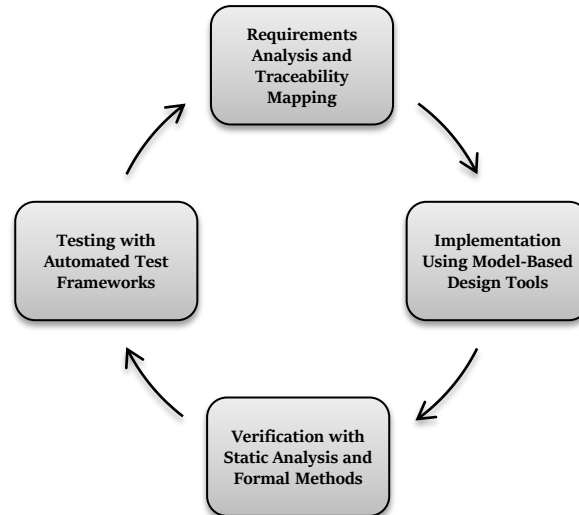 Requirements
Analysis and
Traceability
Mapping
Implementation
Using Model-Based
Design Tools
Verification with
Static Analysis and
Formal Methods
Testing with
Automated Test
Frameworks